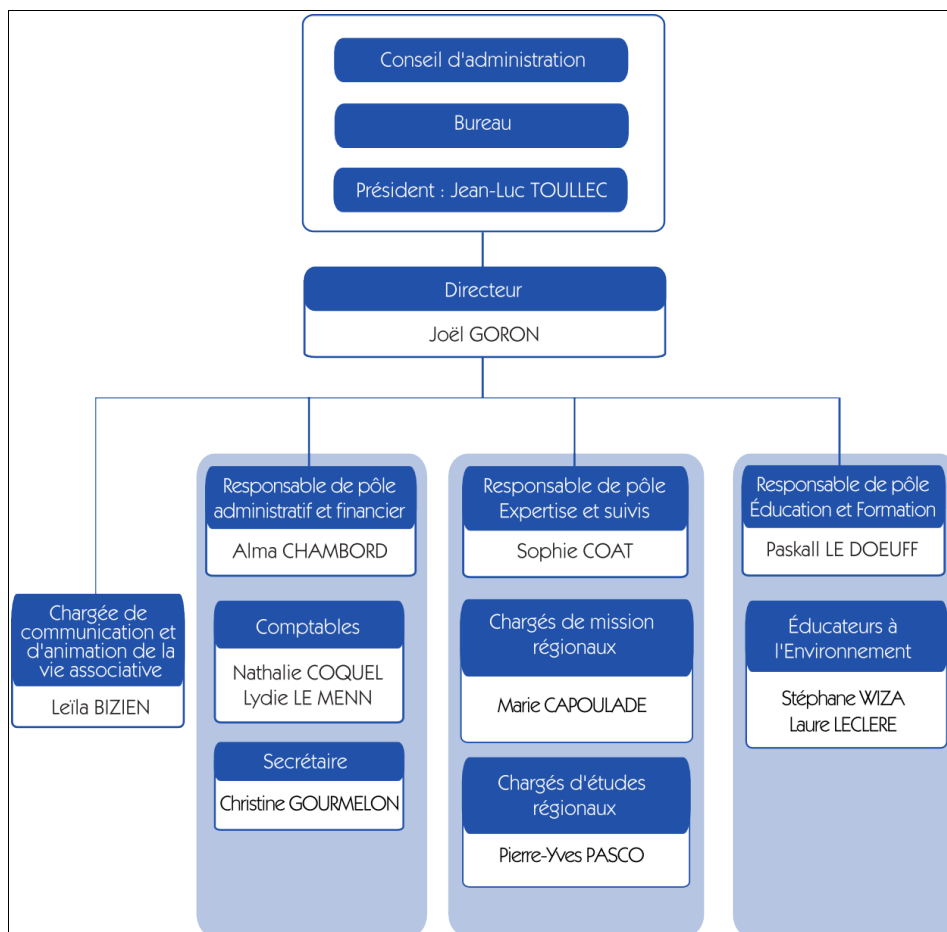 Conseil d'administration
Bureau
Président : Jean-Luc TOULLEC
Directeur
Joël GORON
Chargée de
communication et
d'animation de la
vie associative
Leïla BIZIEN
Responsable de pôle
administratif et financier
Alma CHAMBORD
Comptables
Nathalie COQUEL
Lydie LE MENN
Secrétaire
Christine GOURMELON
Responsable de pôle
Expertise et suivis
Sophie COAT
Chargés de mission
régionaux
Marie CAPOULADE
Chargés d'études
régionaux
Pierre-Yves PASCO
Responsable de pôle
Éducation et Formation
Paskall LE DOEUFF
Éducateurs à
l'Environnement
Stéphane WIZA
Laure LECLERE